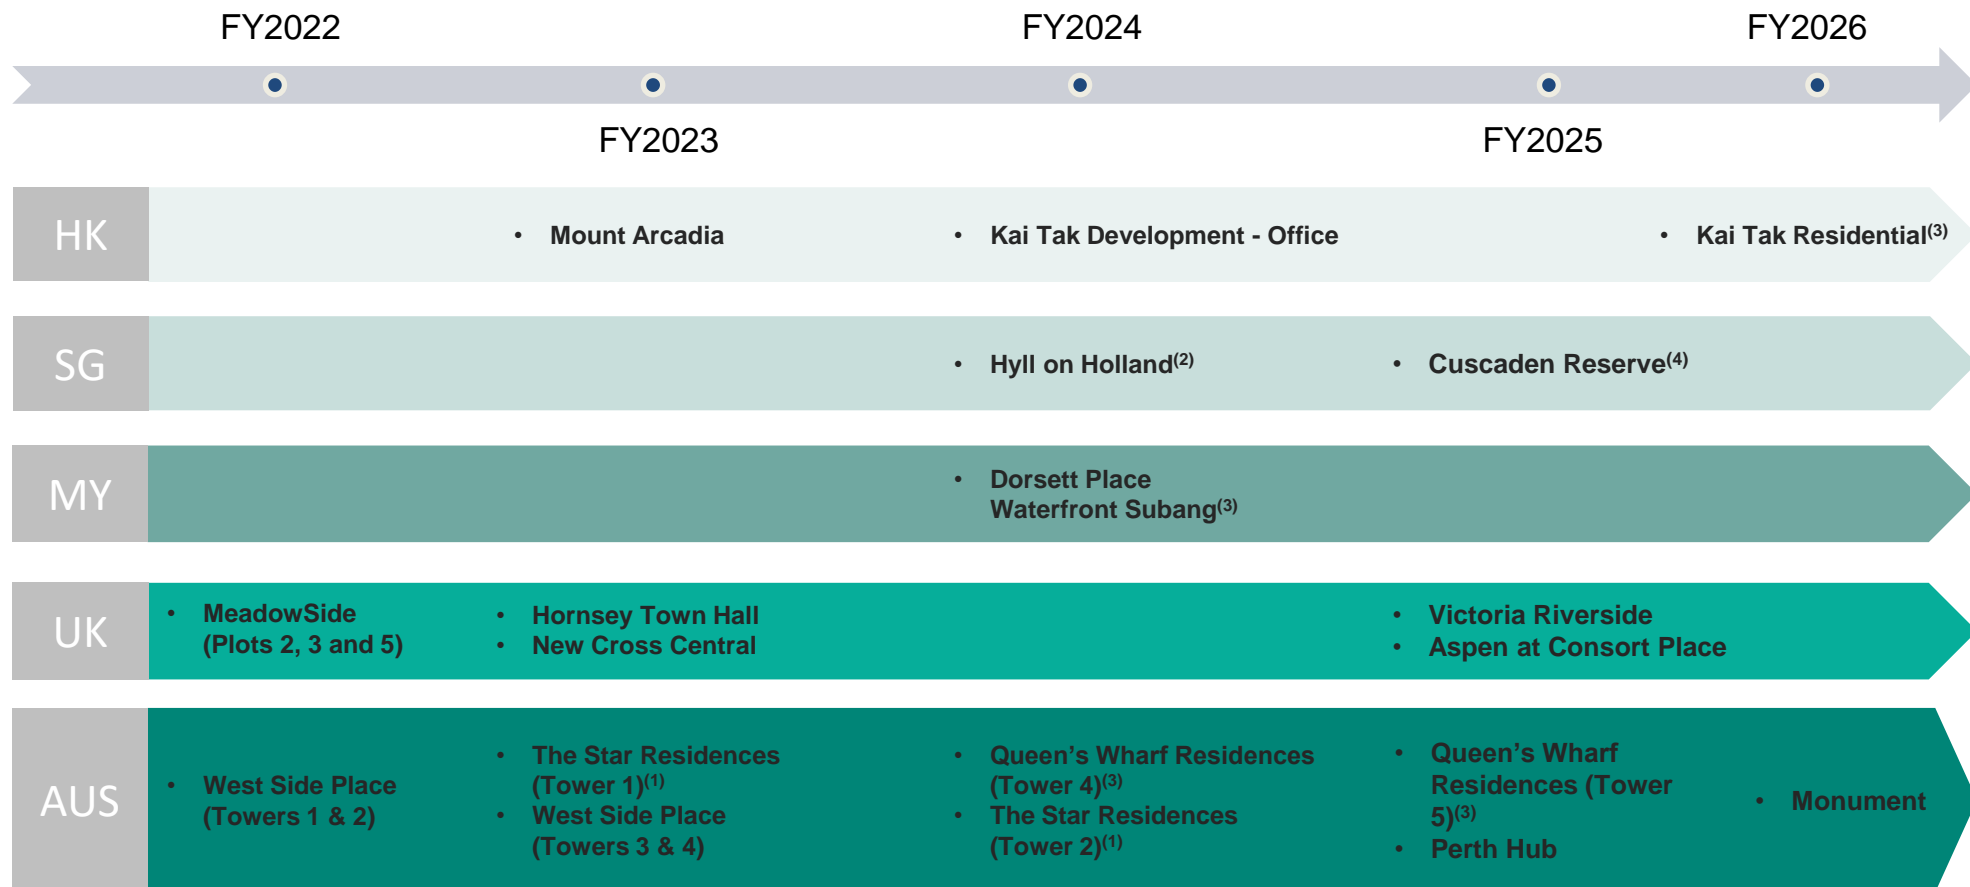 FY2022
FY2024
FY2026
FY2023
FY2025
HK
• Mount Arcadia
• Kai Tak Development - Office
• Kai Tak Residential(3)
SG
• Hyll on Holland(2)
• Cuscaden Reserve(4)
MY
• Dorsett Place
Waterfront Subang(3)
UK
• MeadowSide
(Plots 2, 3 and 5)
• Hornsey Town Hall
• New Cross Central
• Victoria Riverside
• Aspen at Consort Place
AUS
• West Side Place
(Towers 1 & 2)
• The Star Residences
(Tower 1)(1)
• West Side Place
(Towers 3 & 4)
• Queen’s Wharf Residences
(Tower 4)(3)
• The Star Residences
(Tower 2)(1)
• Queen’s Wharf
Residences (Tower
5)(3)
• Perth Hub
• Monument